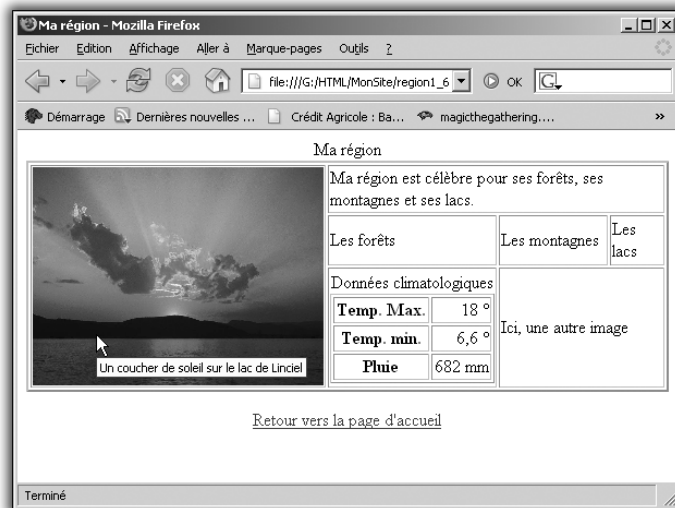 Ma région - Mozilla Firefox
Fichier Edition Affichage Aller à Marque-pages Outils ?
file:///G:/HTML/MonSite/region1_6 OK G
Démarrage Dernières nouvelles ... Crédit Agricole : Ba... magicthegathering.... »
Ma région
Ma région est célèbre pour ses forêts, ses
montagnes et ses lacs.
Les forêts
Les montagnes
Les
lacs
Données climatologiques
Temp. Max. 18 °
Temp. min. 6,6 °
Pluie 682 mm
Ici, une autre image
Un coucher de soleil sur le lac de Linciel
Retour vers la page d'accueil
Terminé